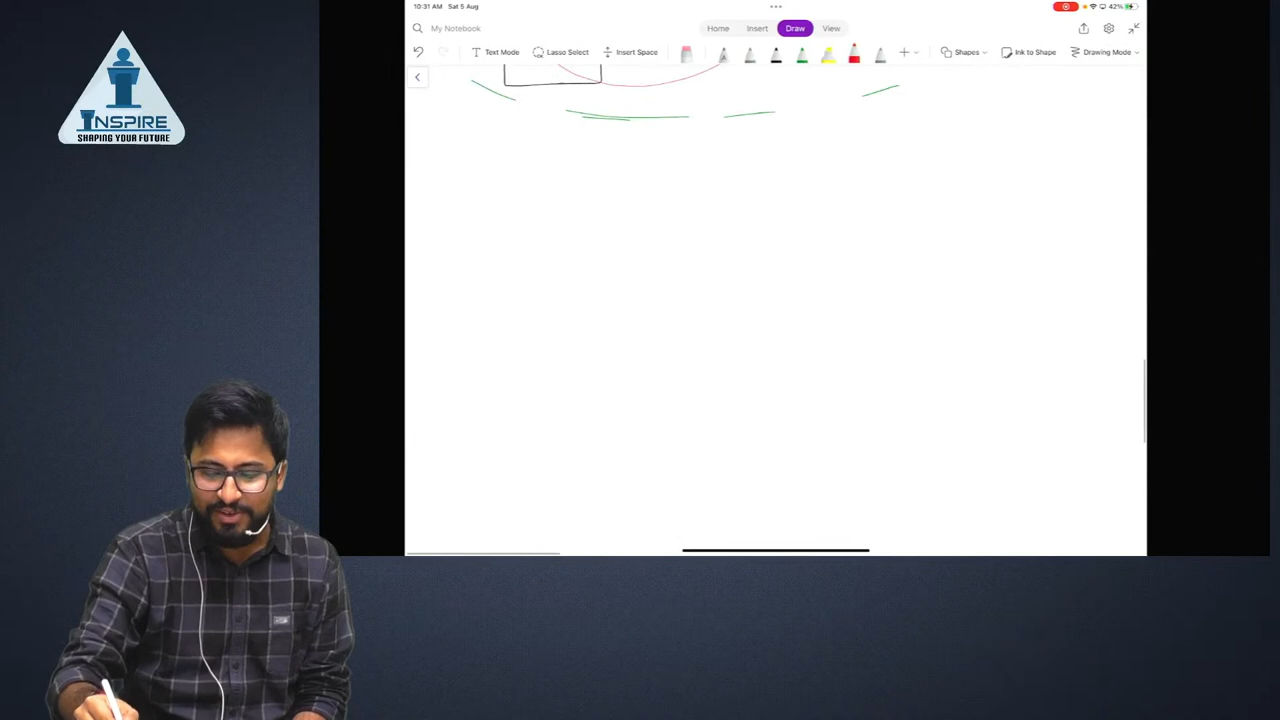 10:31 AM Sat 5 Aug
42%
My Notebook
Home Insert Draw View
Text Mode Lasso Select Insert Space Shapes Ink to Shape Drawing Mode
INSPIRE
SHAPING YOUR FUTURE